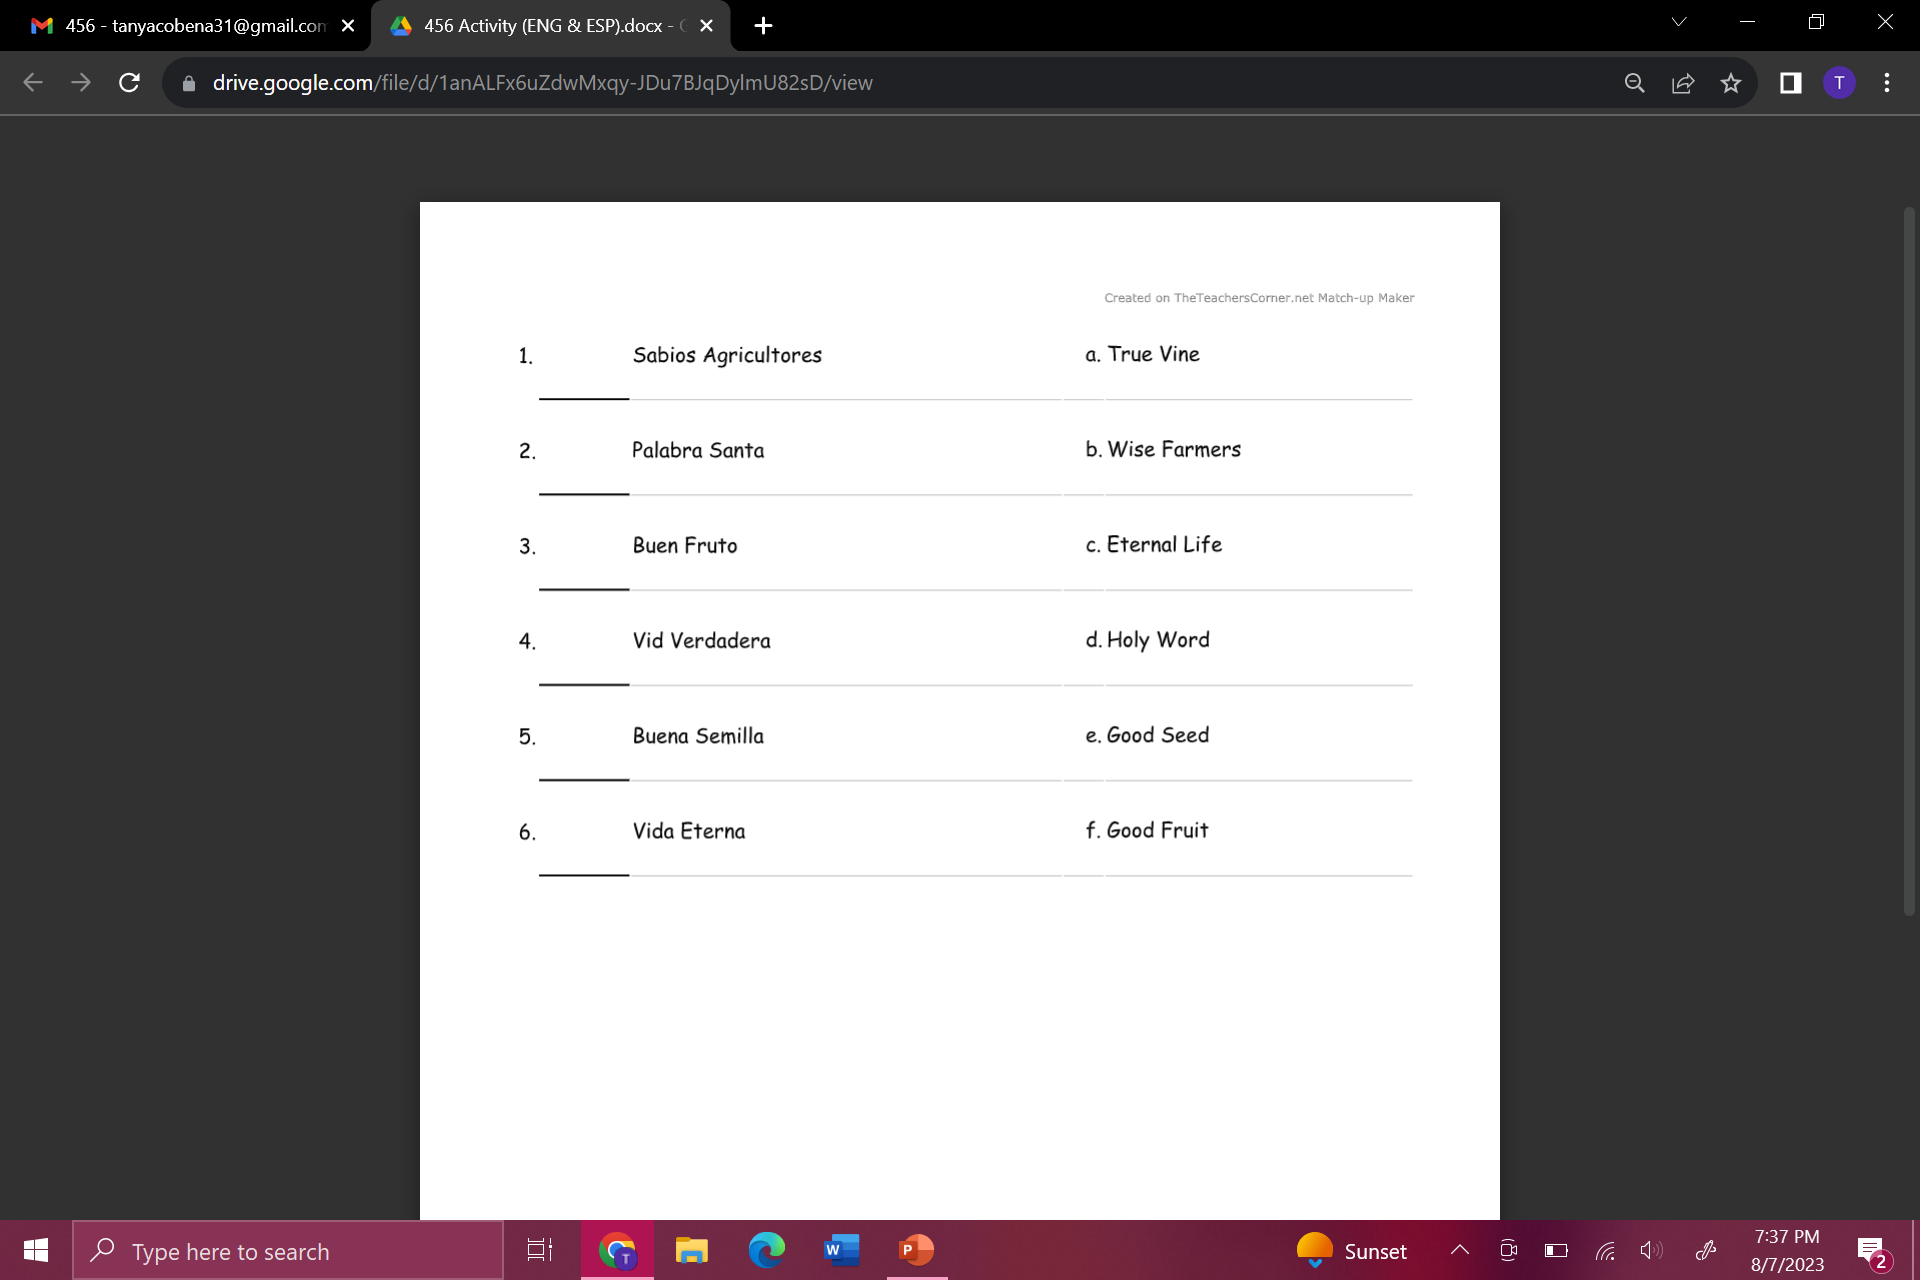 456 - tanyacobena31@gmail.com
456 Activity (ENG & ESP).docx -
drive.google.com/file/d/1anALFx6uZdwMxqy-JDu7BJqDylmU82sD/view
T
Created on TheTeachersCorner.net Match-up Maker
1. Sabios Agricultores a. True Vine
2. Palabra Santa b. Wise Farmers
3. Buen Fruto c. Eternal Life
4. Vid Verdadera d. Holy Word
5. Buena Semilla e. Good Seed
6. Vida Eterna f. Good Fruit
Type here to search
T
W
P
Sunset
7:37 PM
8/7/2023
2